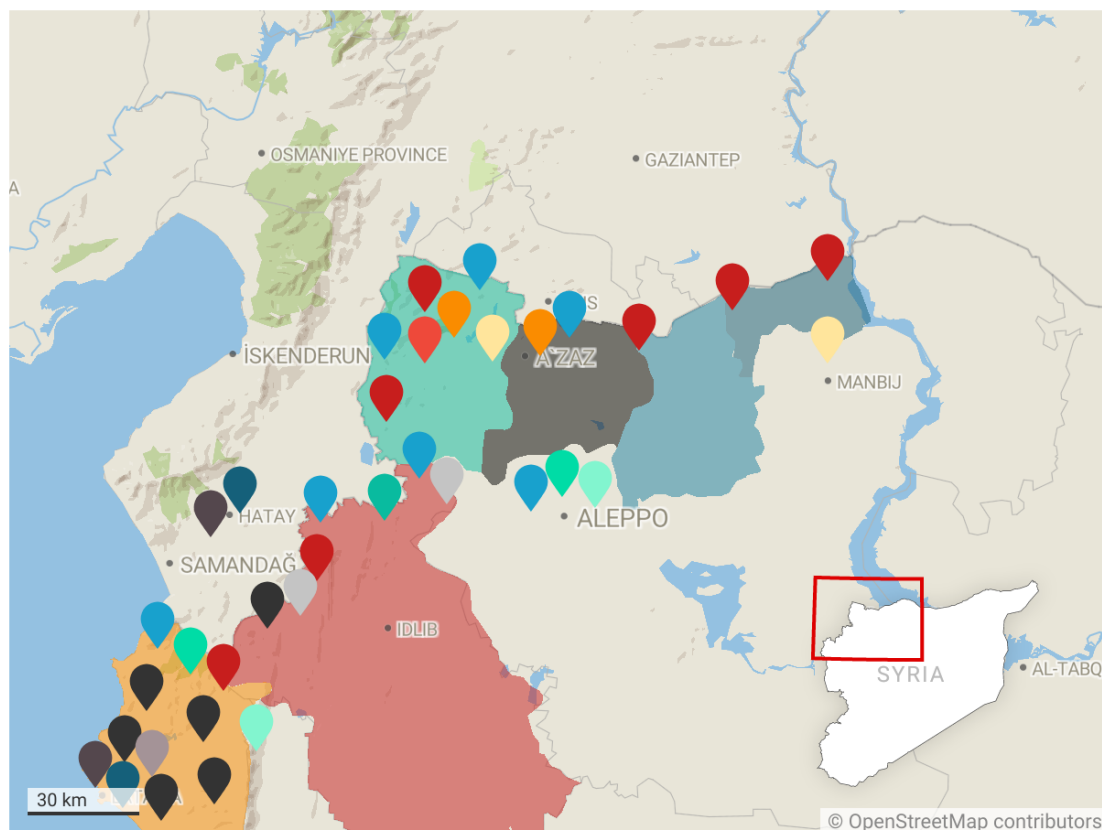 OSMANIYE PROVINCE
GAZIANTEP
A
İSKENDERUN
A`ZAZ
MANBIJ
HATAY
ALEPPO
SAMANDAĞ
IDLIB
SYRIA
AL-TABQ
30 km
© OpenStreetMap contributors